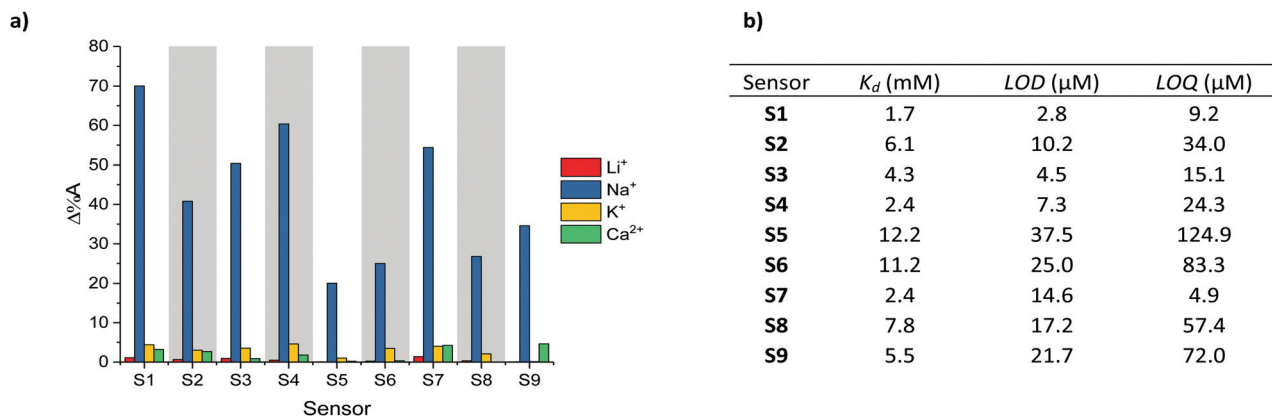 a)
80
70
60
50
40
30
20
10
0
Δ%A
S1 S2 S3 S4 S5 S6 S7 S8 S9
Sensor
Li⁺
Na⁺
K⁺
Ca²⁺
b)
Sensor K_d (mM) LOD (μM) LOQ (μM)
S1 1.7 2.8 9.2
S2 6.1 10.2 34.0
S3 4.3 4.5 15.1
S4 2.4 7.3 24.3
S5 12.2 37.5 124.9
S6 11.2 25.0 83.3
S7 2.4 14.6 4.9
S8 7.8 17.2 57.4
S9 5.5 21.7 72.0